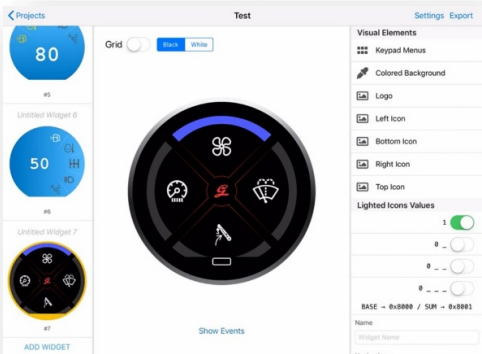 Projects
Test
Settings Export
80
#5
Untitled Widget 6
50
#6
Untitled Widget 7
#7
ADD WIDGET
Grid
Black White
Show Events
Visual Elements
Keypad Menus
Colored Background
Logo
Left Icon
Bottom Icon
Right Icon
Top Icon
Lighted Icons Values
1
0 _
0 _ _
0 _ _ _
BASE → 0x8000 / SUM → 0x8001
Name
Widget Name